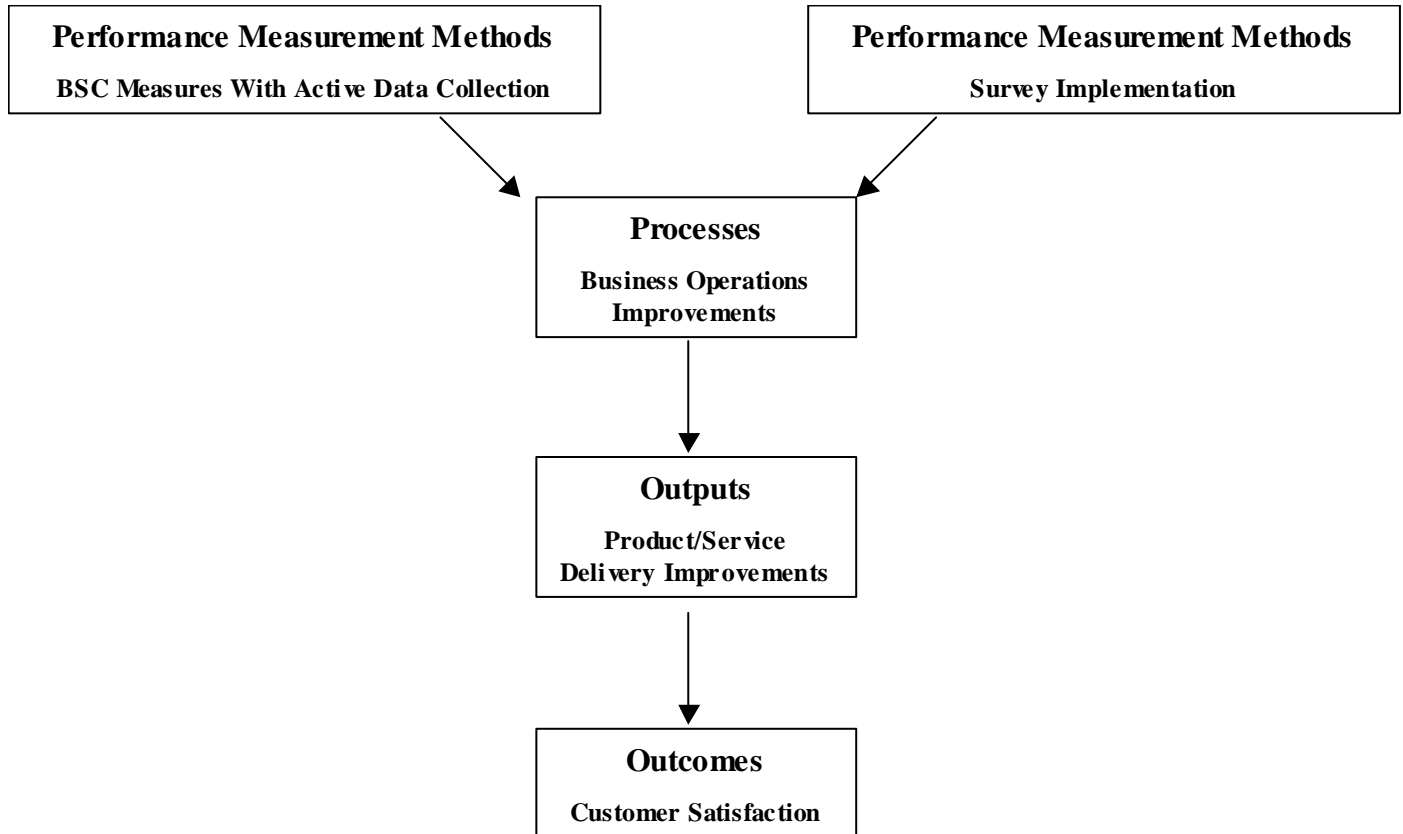 Performance Measurement Methods
BSC Measures With Active Data Collection
Performance Measurement Methods
Survey Implementation
Processes
Business Operations
Improvements
Outputs
Product/Service
Delivery Improvements
Outcomes
Customer Satisfaction